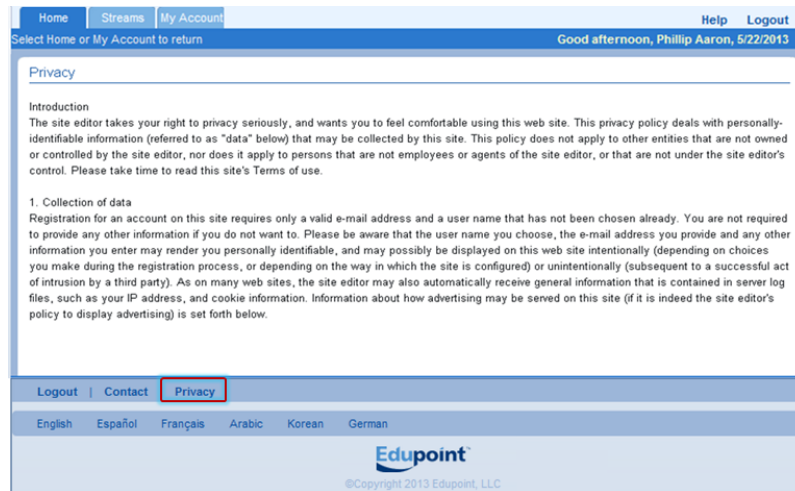 Home Streams My Account
Help Logout
Select Home or My Account to return
Good afternoon, Phillip Aaron, 5/22/2013
Privacy
Introduction
The site editor takes your right to privacy seriously, and wants you to feel comfortable using this web site. This privacy policy deals with personally-
identifiable information (referred to as "data" below) that may be collected by this site. This policy does not apply to other entities that are not owned
or controlled by the site editor, nor does it apply to persons that are not employees or agents of the site editor, or that are not under the site editor's
control. Please take time to read this site's Terms of use.
1. Collection of data
Registration for an account on this site requires only a valid e-mail address and a user name that has not been chosen already. You are not required
to provide any other information if you do not want to. Please be aware that the user name you choose, the e-mail address you provide and any other
information you enter may render you personally identifiable, and may possibly be displayed on this web site intentionally (depending on choices
you make during the registration process, or depending on the way in which the site is configured) or unintentionally (subsequent to a successful act
of intrusion by a third party). As on many web sites, the site editor may also automatically receive general information that is contained in server log
files, such as your IP address, and cookie information. Information about how advertising may be served on this site (if it is indeed the site editor's
policy to display advertising) is set forth below.
Logout | Contact Privacy
English Español Français Arabic Korean German
Edupoint
©Copyright 2013 Edupoint, LLC